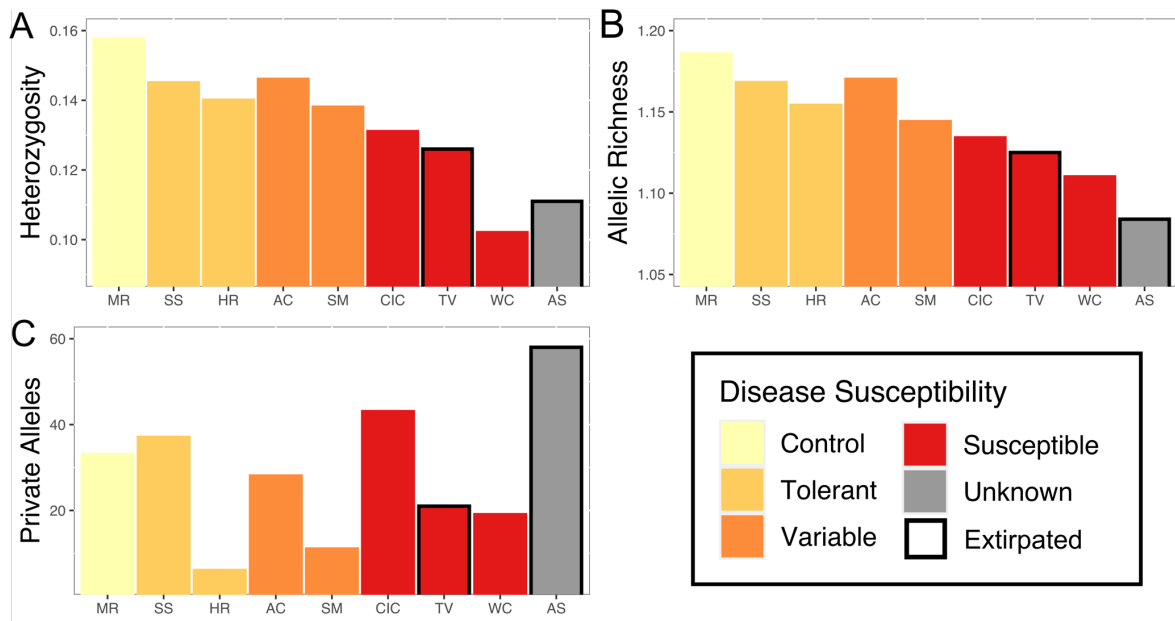 A
Heterozygosity
0.16
0.14
0.12
0.10
MR SS HR AC SM CIC TV WC AS
B
Allelic Richness
1.20
1.15
1.10
1.05
MR SS HR AC SM CIC TV WC AS
C
Private Alleles
60
40
20
MR SS HR AC SM CIC TV WC AS
Disease Susceptibility
Control
Tolerant
Variable
Susceptible
Unknown
Extirpated